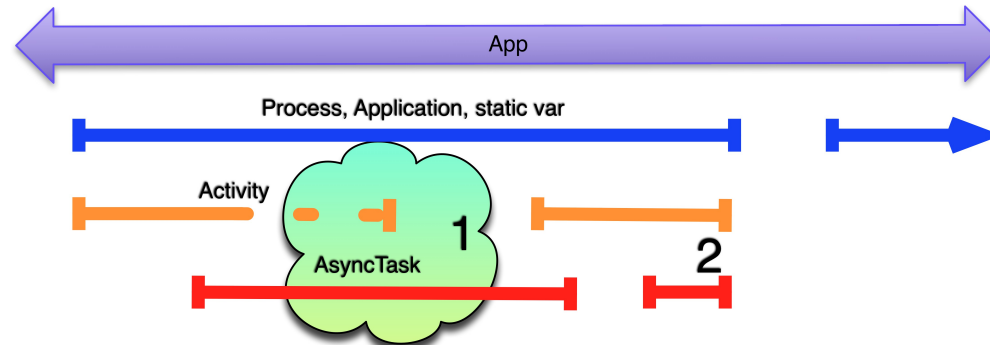 App
Process, Application, static var
Activity
1
2
AsyncTask